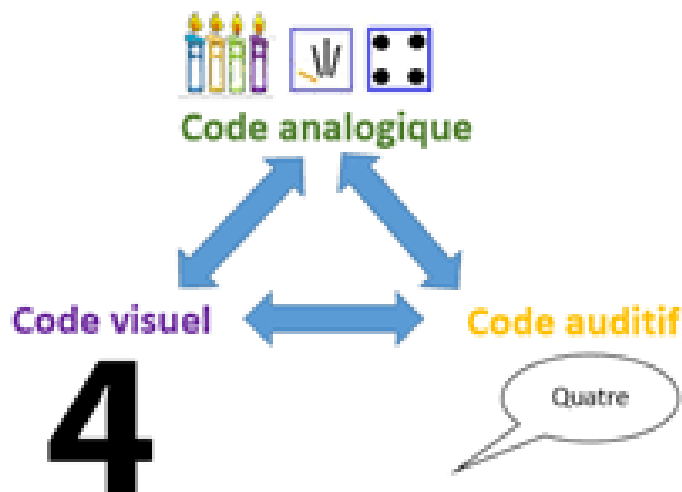 Code analogique
Code visuel
Code auditif
4
Quatre